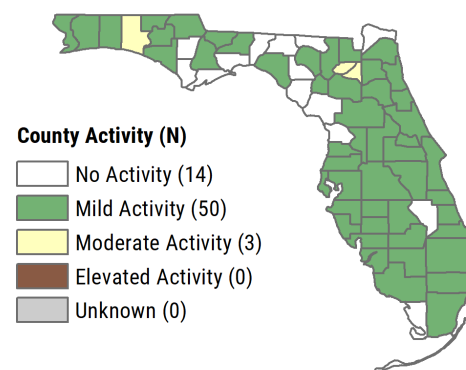 County Activity (N)
No Activity (14)
Mild Activity (50)
Moderate Activity (3)
Elevated Activity (0)
Unknown (0)